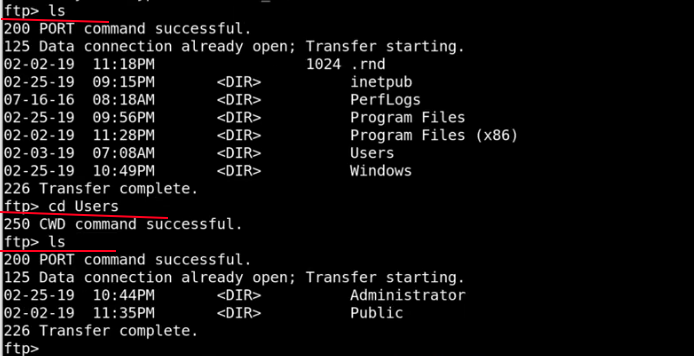 ftp> ls
200 PORT command successful.
125 Data connection already open; Transfer starting.
02-02-19  11:18PM                 1024 .rnd
02-25-19  09:15PM       <DIR>          inetpub
07-16-16  08:18AM       <DIR>          PerfLogs
02-25-19  09:56PM       <DIR>          Program Files
02-02-19  11:28PM       <DIR>          Program Files (x86)
02-03-19  07:08AM       <DIR>          Users
02-25-19  10:49PM       <DIR>          Windows
226 Transfer complete.
ftp> cd Users
250 CWD command successful.
ftp> ls
200 PORT command successful.
125 Data connection already open; Transfer starting.
02-25-19  10:44PM       <DIR>          Administrator
02-02-19  11:35PM       <DIR>          Public
226 Transfer complete.
ftp>